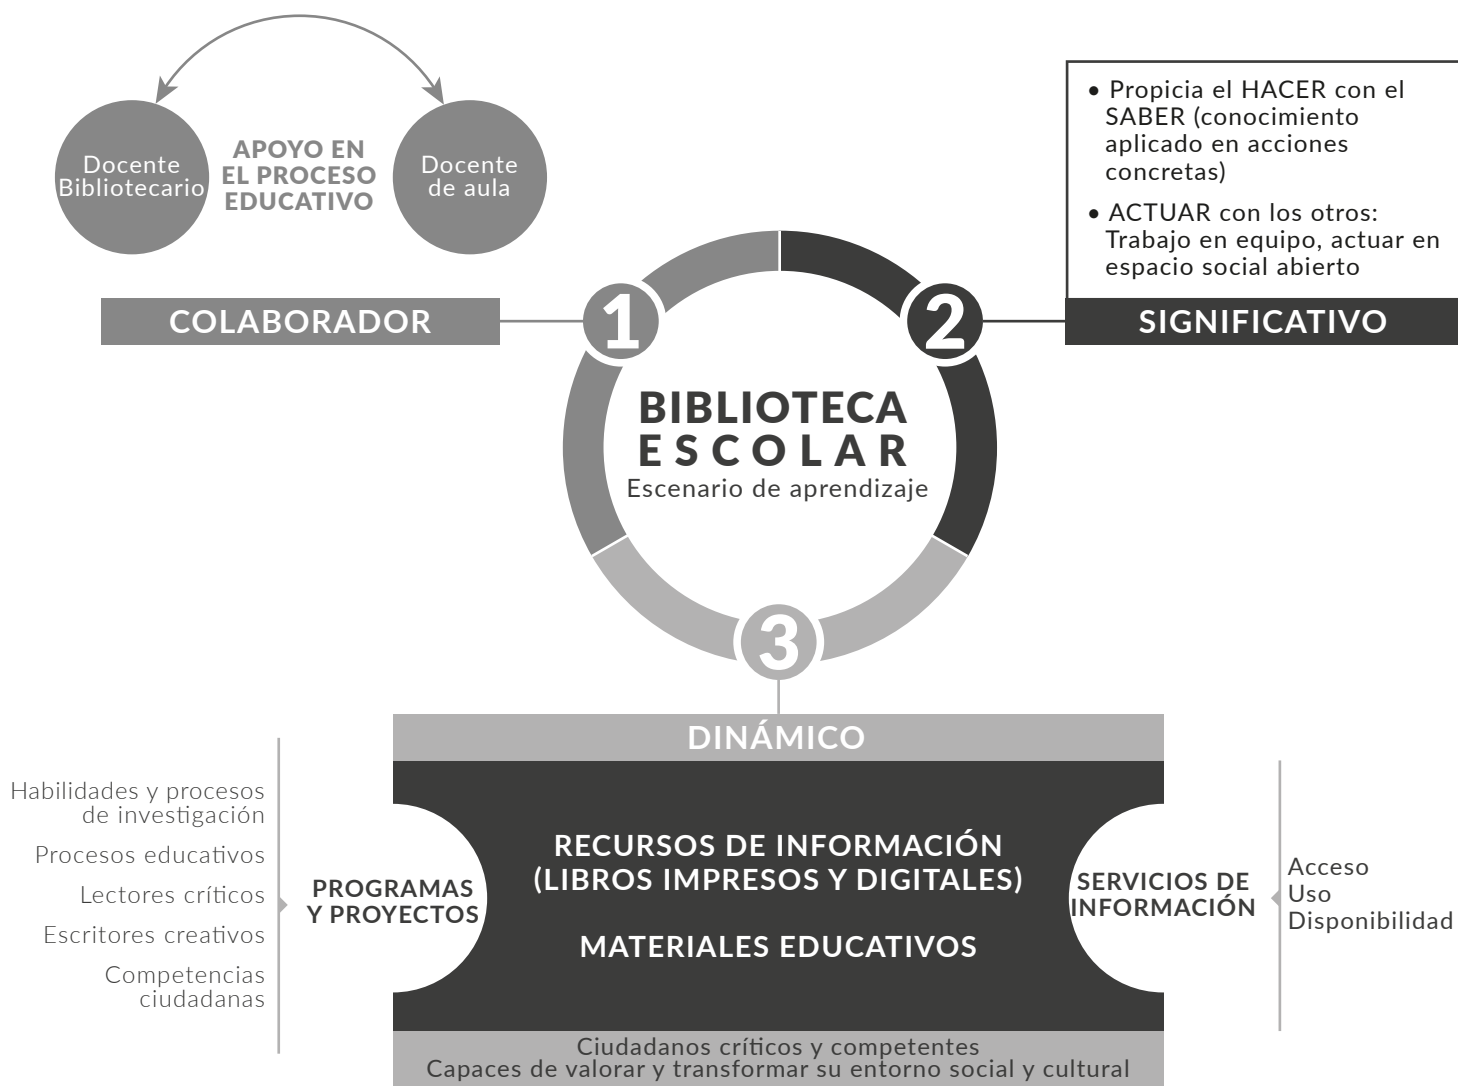 Docente
Bibliotecario
APOYO EN
EL PROCESO
EDUCATIVO
Docente
de aula
COLABORADOR
1
2
• Propicia el HACER con el
SABER (conocimiento
aplicado en acciones
concretas)
• ACTUAR con los otros:
Trabajo en equipo, actuar en
espacio social abierto
SIGNIFICATIVO
BIBLIOTECA
ESCOLAR
Escenario de aprendizaje
3
DINÁMICO
Habilidades y procesos
de investigación
Procesos educativos
Lectores críticos
Escritores creativos
Competencias
ciudadanas
PROGRAMAS
Y PROYECTOS
RECURSOS DE INFORMACIÓN
(LIBROS IMPRESOS Y DIGITALES)
MATERIALES EDUCATIVOS
SERVICIOS DE
INFORMACIÓN
Acceso
Uso
Disponibilidad
Ciudadanos críticos y competentes
Capaces de valorar y transformar su entorno social y cultural